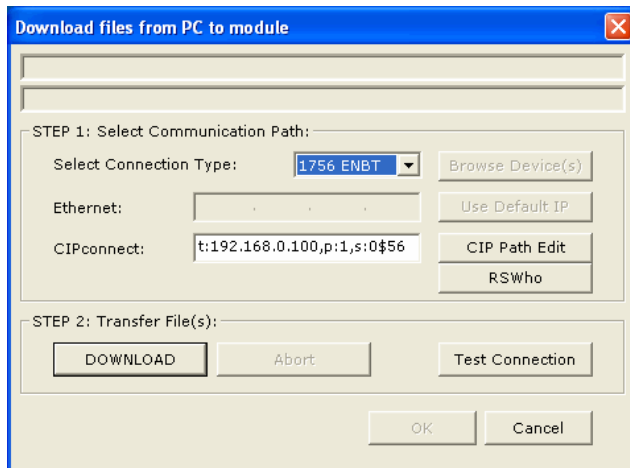 Download files from PC to module
STEP 1: Select Communication Path:
Select Connection Type: 1756 ENBT Browse Device(s)
Ethernet: . . . Use Default IP
CIPconnect: t:192.168.0.100,p:1,s:0$56 CIP Path Edit
RSWho
STEP 2: Transfer File(s):
DOWNLOAD Abort Test Connection
OK Cancel